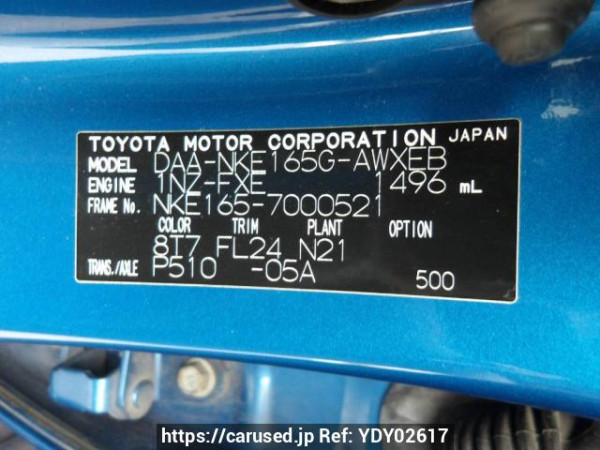 TOYOTA MOTOR CORPORATION JAPAN
MODEL DAA-NKE165G-AWXEB
ENGINE 1NZ-FXE 1496 mL
FRAME No. NKE165-7000521
COLOR TRIM PLANT OPTION
8T7 FL24 N21
TRANS./AXLE P510 -05A 500
https://carused.jp Ref: YDY02617